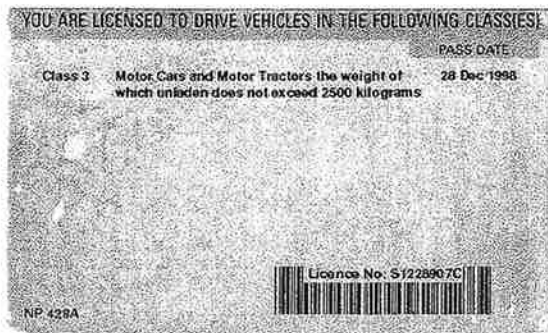 YOU ARE LICENSED TO DRIVE VEHICLES IN THE FOLLOWING CLASS(ES)
PASS DATE
Class 3 Motor Cars and Motor Tractors the weight of 28 Dec 1998
which unladen does not exceed 2500 kilograms
Licence No: S1228907C
NP 428A